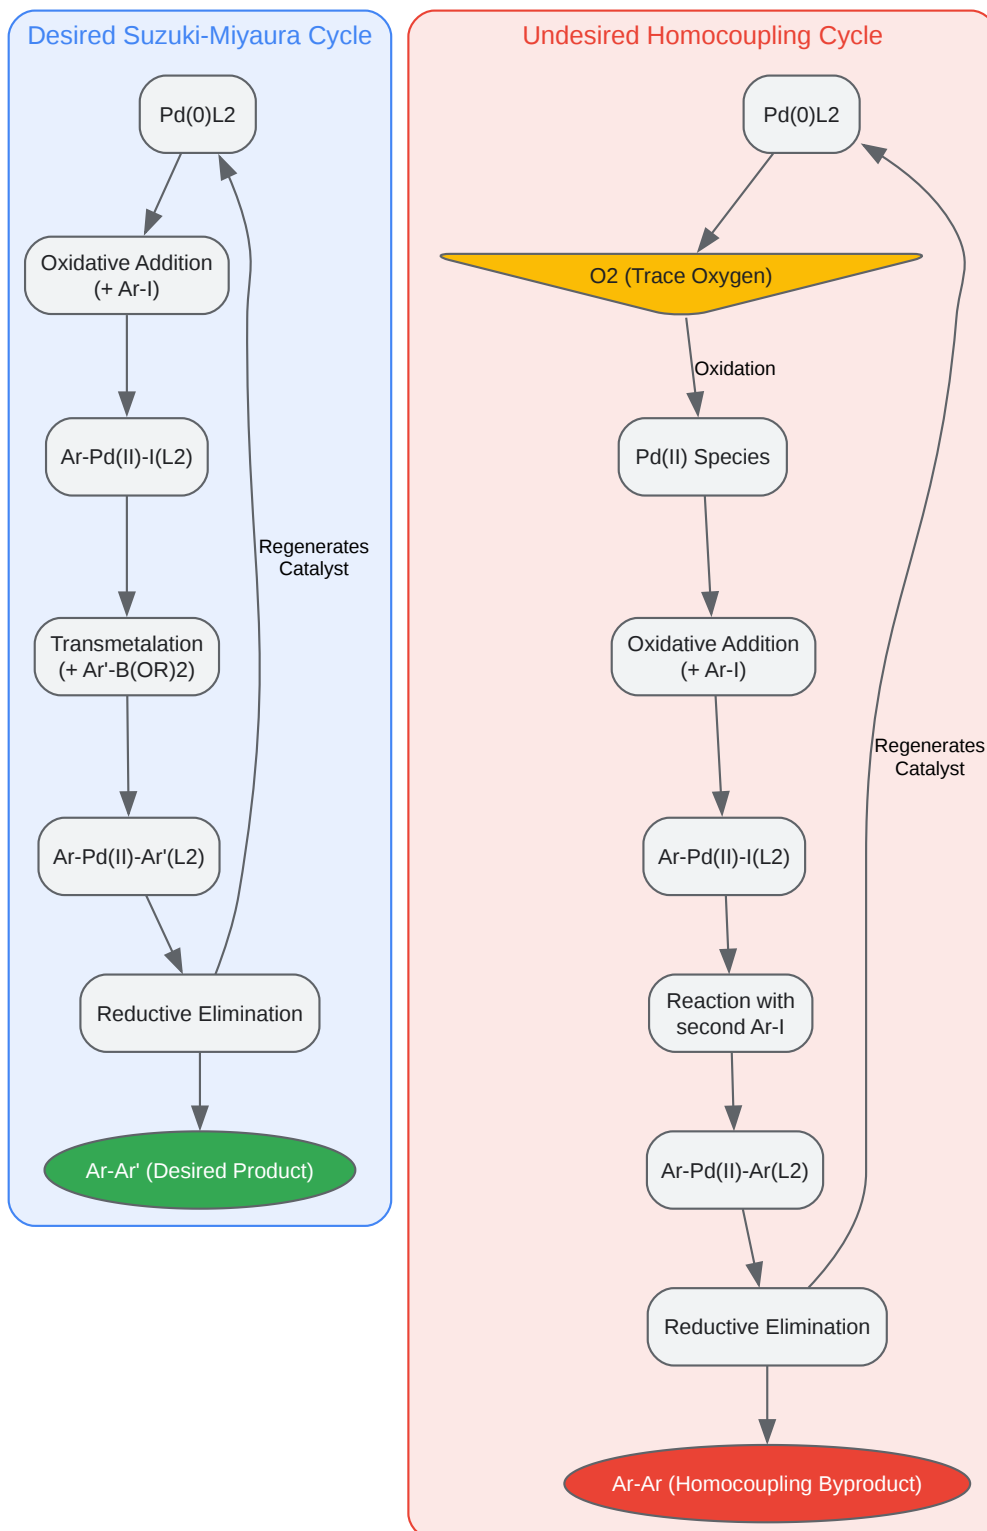 Desired Suzuki-Miyaura Cycle
Pd(0)L2
Oxidative Addition
(+ Ar-I)
Ar-Pd(II)-I(L2)
Regenerates
Catalyst
Transmetalation
(+ Ar'-B(OR)2)
Ar-Pd(II)-Ar'(L2)
Reductive Elimination
Ar-Ar' (Desired Product)
Undesired Homocoupling Cycle
Pd(0)L2
O2 (Trace Oxygen)
Oxidation
Pd(II) Species
Oxidative Addition
(+ Ar-I)
Regenerates
Catalyst
Ar-Pd(II)-I(L2)
Reaction with
second Ar-I
Ar-Pd(II)-Ar(L2)
Reductive Elimination
Ar-Ar (Homocoupling Byproduct)